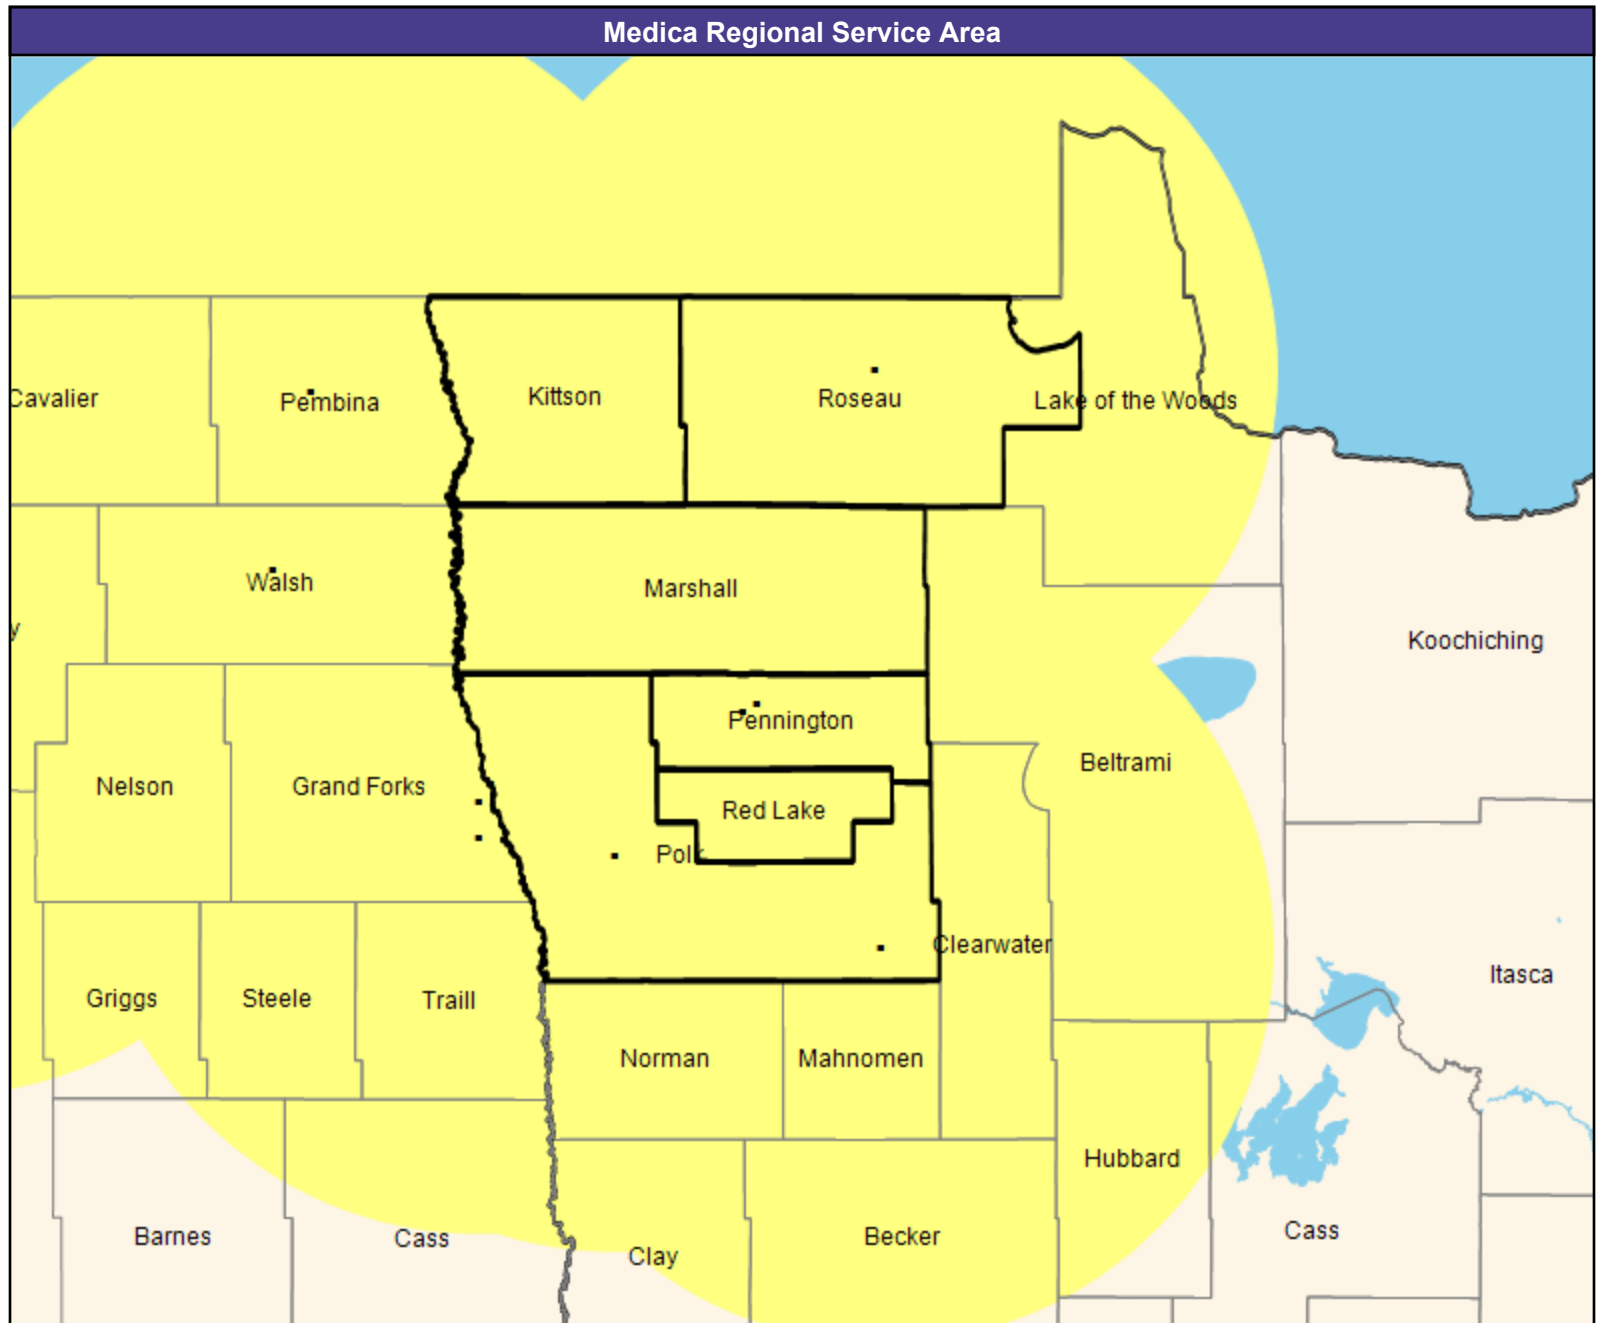 Medica Regional Service Area
Cavalier
Pembina
Kittson
Roseau
Lake of the Woods
Walsh
Marshall
y
Koochiching
Pennington
Beltrami
Nelson
Grand Forks
Red Lake
Polk
Clearwater
Itasca
Griggs
Steele
Traill
Norman
Mahnomen
Hubbard
Barnes
Cass
Clay
Becker
Cass